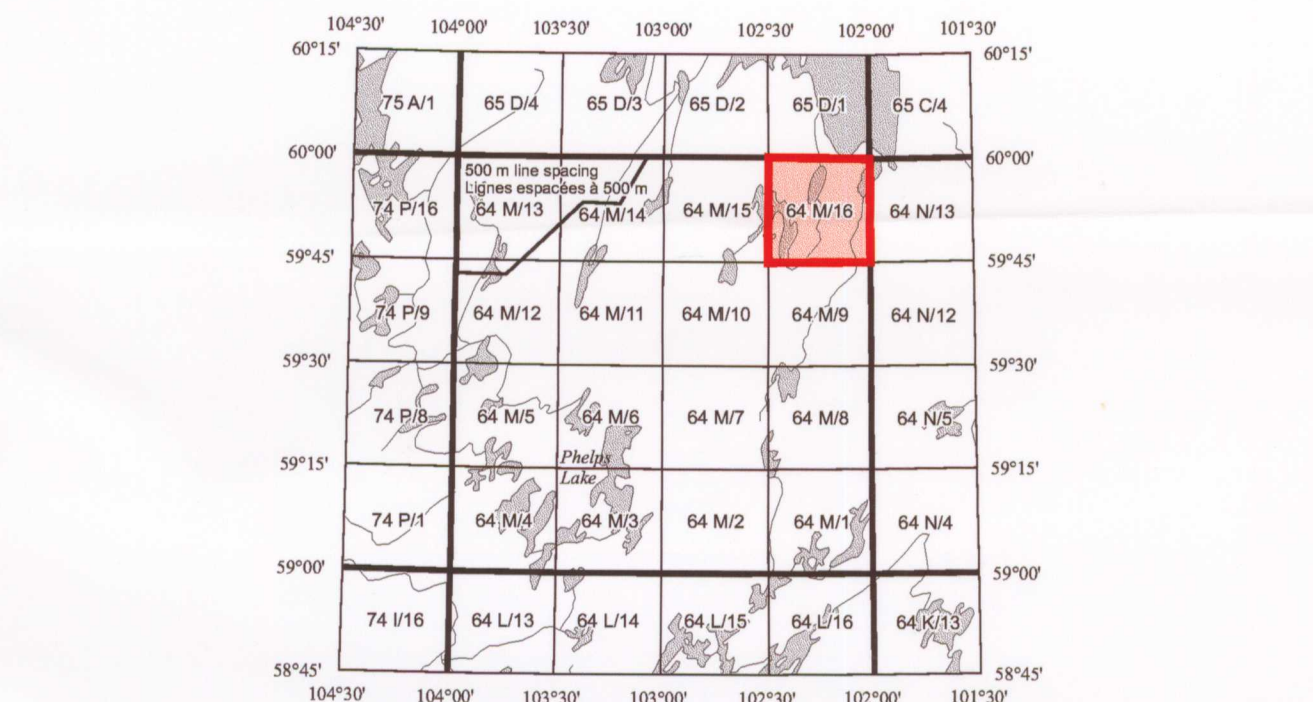 104°30' 104°00' 103°30' 103°00' 102°30' 102°00' 101°30'
60°15' 60°15'
75 A/1 65 D/4 65 D/3 65 D/2 65 D/1 65 C/4
60°00' 60°00'
500 m line spacing
Lignes espacées à 500 m
74 P/16 64 M/13 64 M/14 64 M/15 64 M/16 64 N/13
59°45' 59°45'
74 P/9 64 M/12 64 M/11 64 M/10 64 M/9 64 N/12
59°30' 59°30'
74 P/8 64 M/5 64 M/6 64 M/7 64 M/8 64 N/5
Phelps
59°15' 59°15'
Lake
74 P/1 64 M/4 64 M/3 64 M/2 64 M/1 64 N/4
59°00' 59°00'
74 I/16 64 L/13 64 L/14 64 L/15 64 L/16 64 K/13
58°45' 58°45'
104°30' 104°00' 103°30' 103°00' 102°30' 102°00' 101°30'